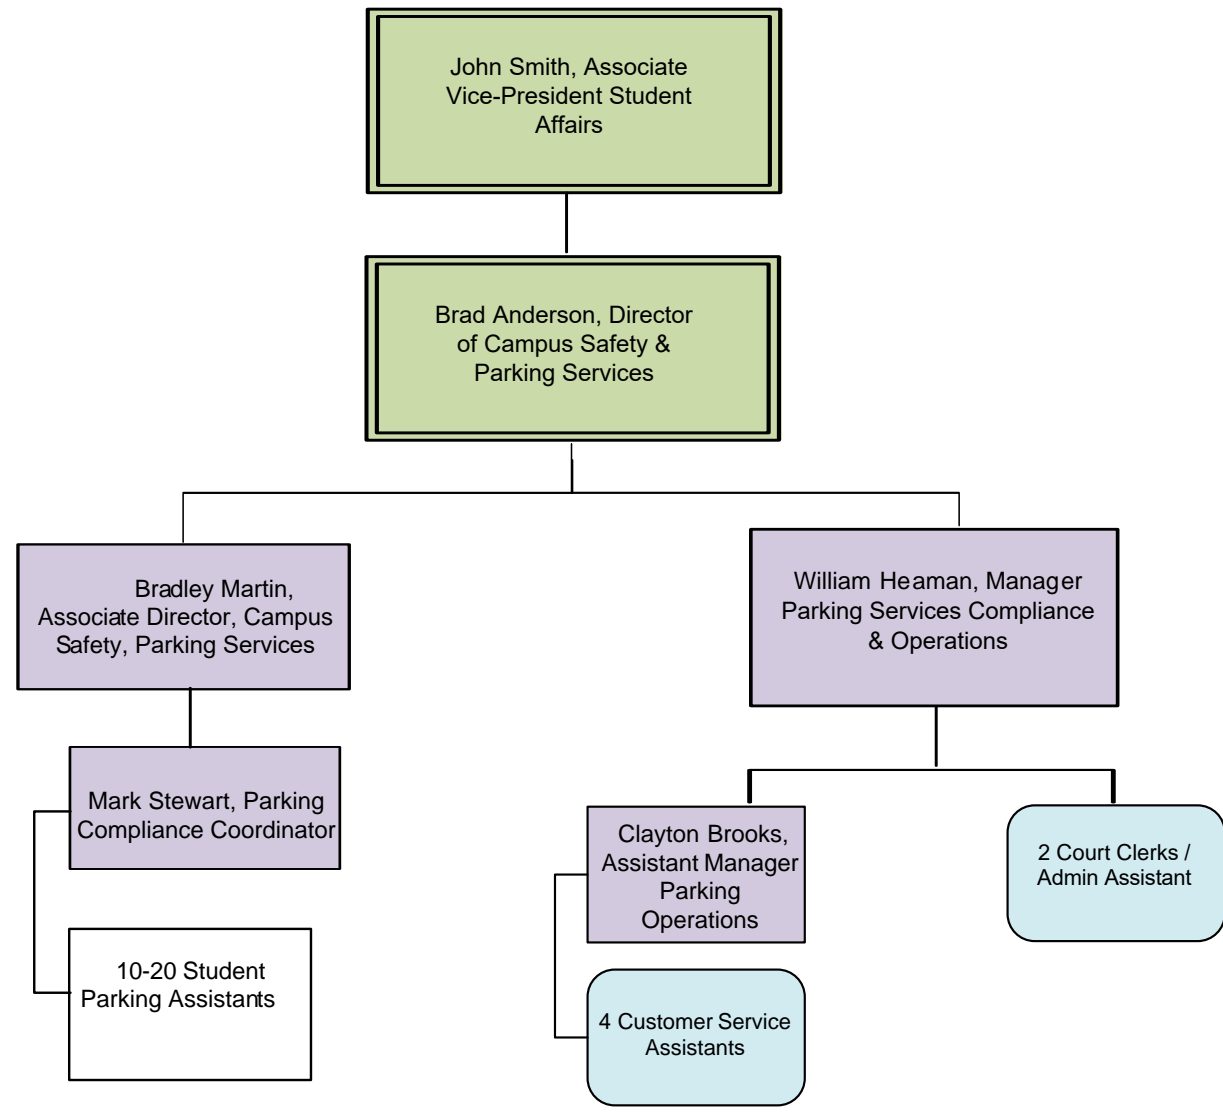 John Smith, Associate
Vice-President Student
Affairs
Brad Anderson, Director
of Campus Safety &
Parking Services
Bradley Martin,
Associate Director, Campus
Safety, Parking Services
William Heaman, Manager
Parking Services Compliance
& Operations
Mark Stewart, Parking
Compliance Coordinator
Clayton Brooks,
Assistant Manager
Parking
Operations
2 Court Clerks /
Admin Assistant
10-20 Student
Parking Assistants
4 Customer Service
Assistants